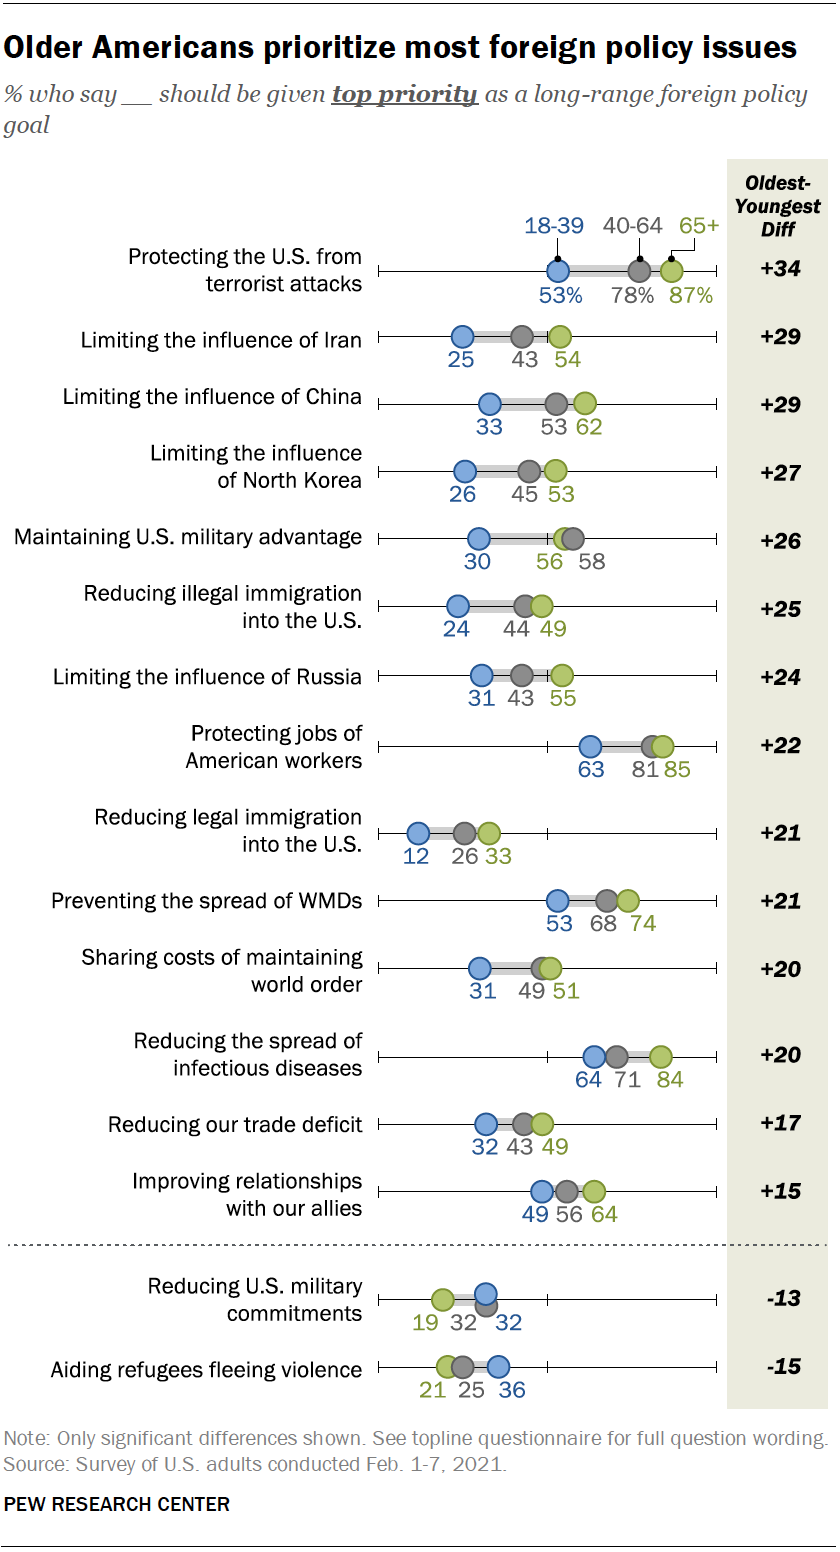 Older Americans prioritize most foreign policy issues
% who say __ should be given top priority as a long-range foreign policy
goal
Oldest-
Youngest
Diff
18-39 40-64 65+
Protecting the U.S. from
terrorist attacks
53% 78% 87%
+34
Limiting the influence of Iran
25 43 54
+29
Limiting the influence of China
33 53 62
+29
Limiting the influence
of North Korea
26 45 53
+27
Maintaining U.S. military advantage
30 56 58
+26
Reducing illegal immigration
into the U.S.
24 44 49
+25
Limiting the influence of Russia
31 43 55
+24
Protecting jobs of
American workers
63 81 85
+22
Reducing legal immigration
into the U.S.
12 26 33
+21
Preventing the spread of WMDs
53 68 74
+21
Sharing costs of maintaining
world order
31 49 51
+20
Reducing the spread of
infectious diseases
64 71 84
+20
Reducing our trade deficit
32 43 49
+17
Improving relationships
with our allies
49 56 64
+15
Reducing U.S. military
commitments
19 32 32
-13
Aiding refugees fleeing violence
21 25 36
-15
Note: Only significant differences shown. See topline questionnaire for full question wording.
Source: Survey of U.S. adults conducted Feb. 1-7, 2021.
PEW RESEARCH CENTER